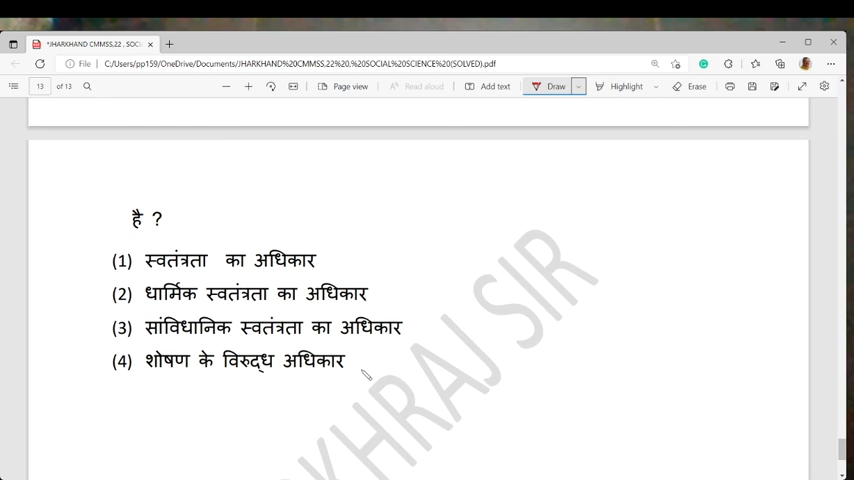 *JHARKHAND CMMSS,22 , SOCI
File C:/Users/pp159/OneDrive/Documents/JHARKHAND%20CMMSS,22%20,%20SOCIAL%20SCIENCE%20(SOLVED).pdf
13 of 13 Page view Read aloud Add text Draw Highlight Erase
है ?
(1) स्वतंत्रता का अधिकार
(2) धार्मिक स्वतंत्रता का अधिकार
(3) सांविधानिक स्वतंत्रता का अधिकार
(4) शोषण के विरुद्ध अधिकार
KHRAJ SIR